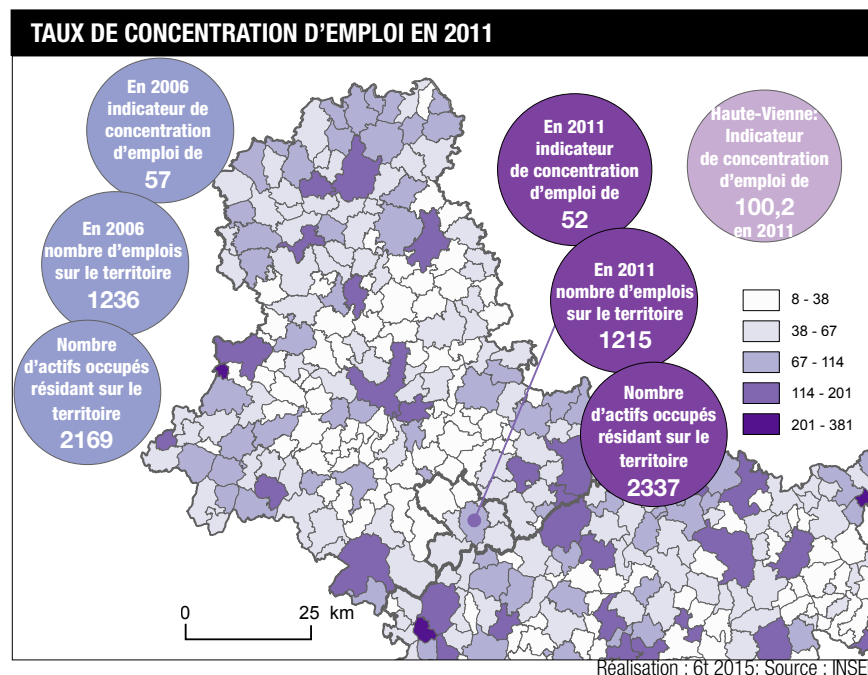 TAUX DE CONCENTRATION D'EMPLOI EN 2011
En 2006
indicateur de
concentration
d'emploi de
57
En 2006
nombre d'emplois
sur le territoire
1236
Nombre
d'actifs occupés
résidant sur le
territoire
2169
En 2011
indicateur
de concentration
d'emploi de
52
En 2011
nombre d'emplois
sur le territoire
1215
Nombre
d'actifs occupés
résidant sur le
territoire
2337
Haute-Vienne:
Indicateur
de concentration
d'emploi de
100,2
en 2011
8 - 38
38 - 67
67 - 114
114 - 201
201 - 381
0 25 km
Réalisation : 6t 2015; Source : INSE